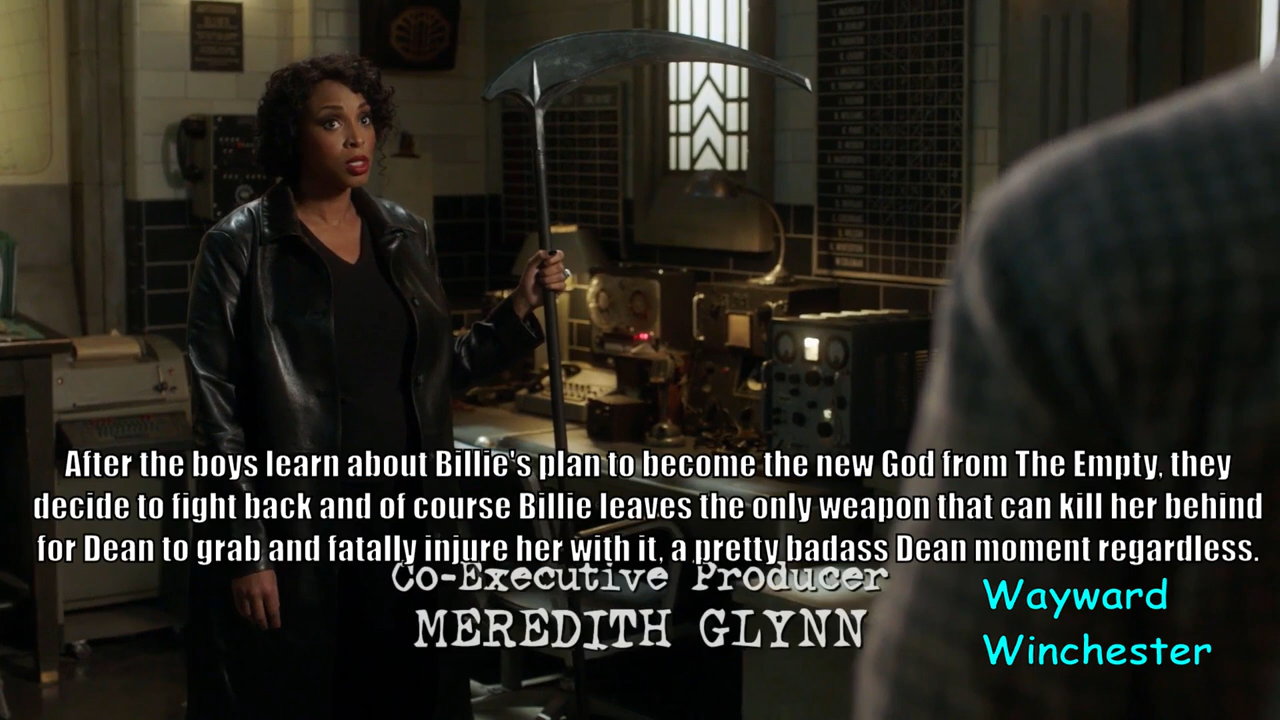 After the boys learn about Billie's plan to become the new God from The Empty, they
decide to fight back and of course Billie leaves the only weapon that can kill her behind
for Dean to grab and fatally injure her with it, a pretty badass Dean moment regardless.
Co-Executive Producer
MEREDITH GLYNN
Wayward
Winchester